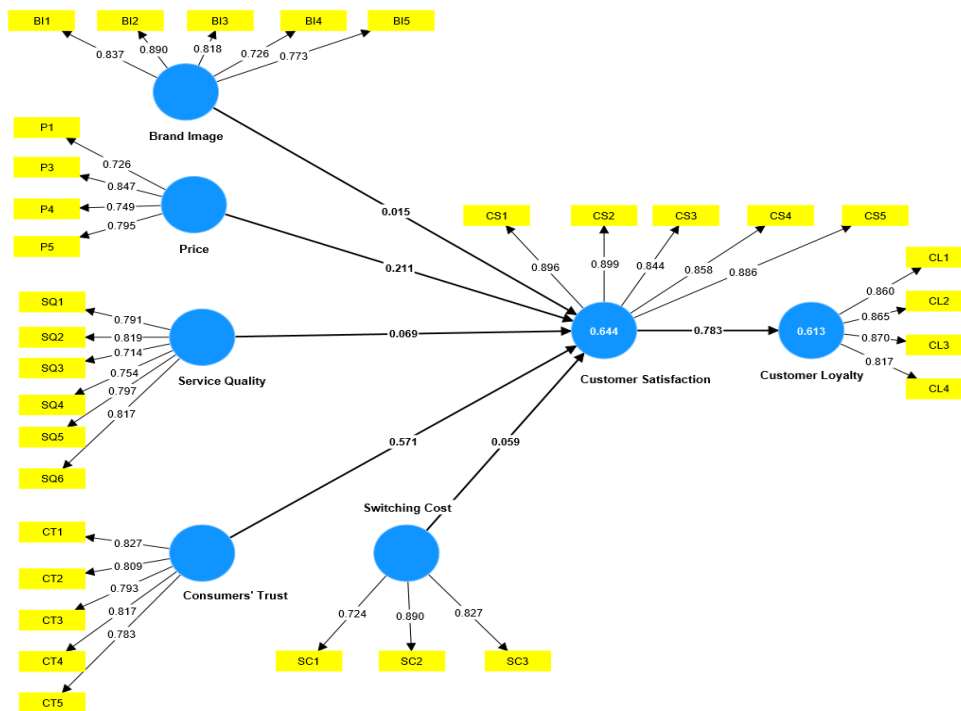 BI1
BI2
BI3
BI4
BI5
0.837
0.890
0.818
0.726
0.773
Brand Image
P1
P3
P4
P5
0.726
0.847
0.749
0.795
Price
0.015
0.211
CS1
CS2
CS3
CS4
CS5
0.896
0.899
0.844
0.858
0.886
CL1
CL2
CL3
CL4
0.860
0.865
0.870
0.817
SQ1
SQ2
SQ3
SQ4
SQ5
SQ6
0.791
0.819
0.714
0.754
0.797
0.817
Service Quality
0.069
0.644
0.783
0.613
Customer Satisfaction
Customer Loyalty
0.571
0.059
Switching Cost
CT1
CT2
CT3
CT4
CT5
0.827
0.809
0.793
0.817
0.783
Consumers' Trust
0.724
0.890
0.827
SC1
SC2
SC3